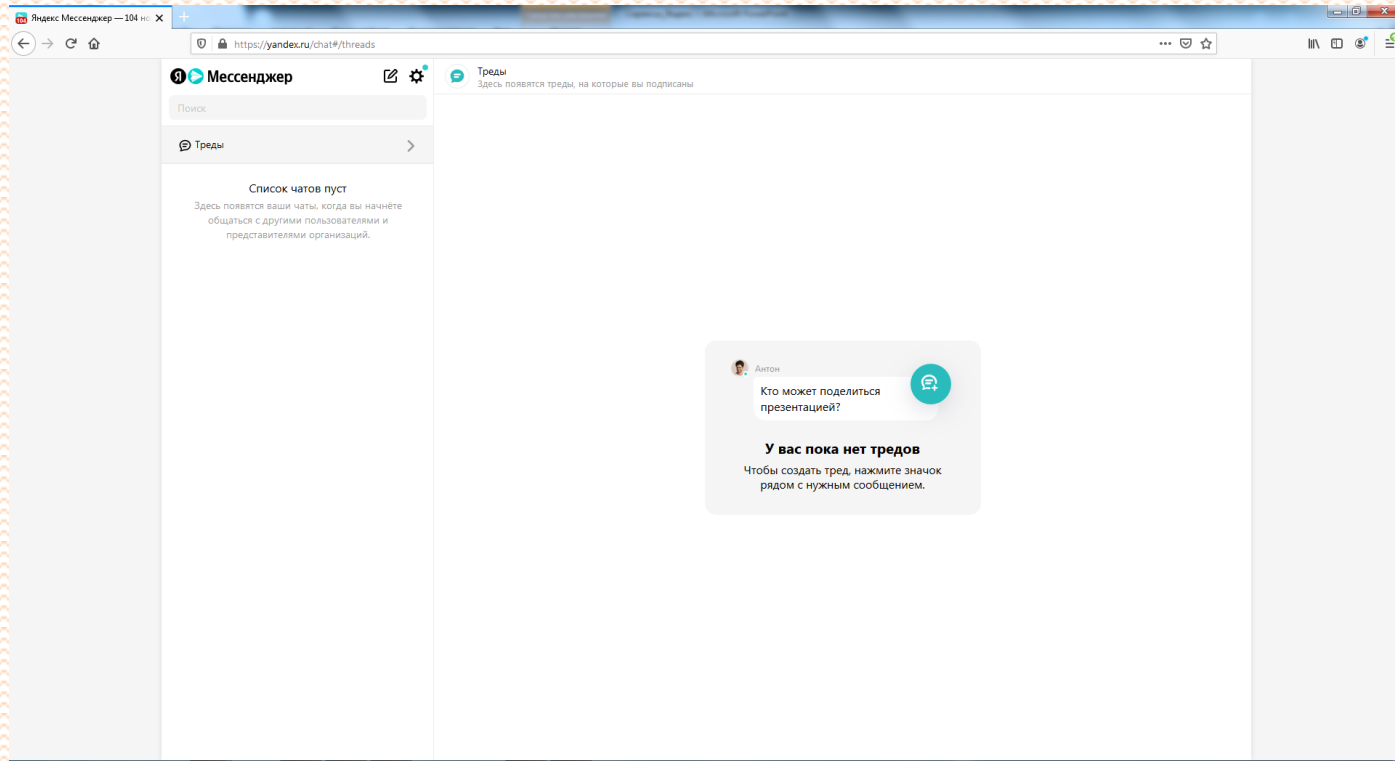 Яндекс Мессенджер — 104 но
https://yandex.ru/chat#/threads
Я Мессенджер
Поиск
Треды
Список чатов пуст
Здесь появятся ваши чаты, когда вы начнёте
общаться с другими пользователями и
представителями организаций.
Треды
Здесь появятся треды, на которые вы подписаны
Антон
Кто может поделиться
презентацией?
У вас пока нет тредов
Чтобы создать тред, нажмите значок
рядом с нужным сообщением.